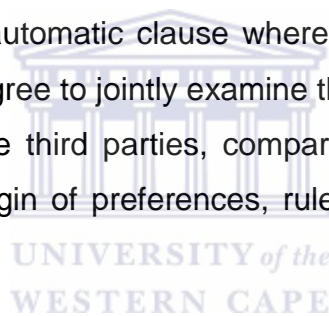 automatic clause where
gree to jointly examine th
e third parties, compar
gin of preferences, rule
UNIVERSITY of the
WESTERN CAPE